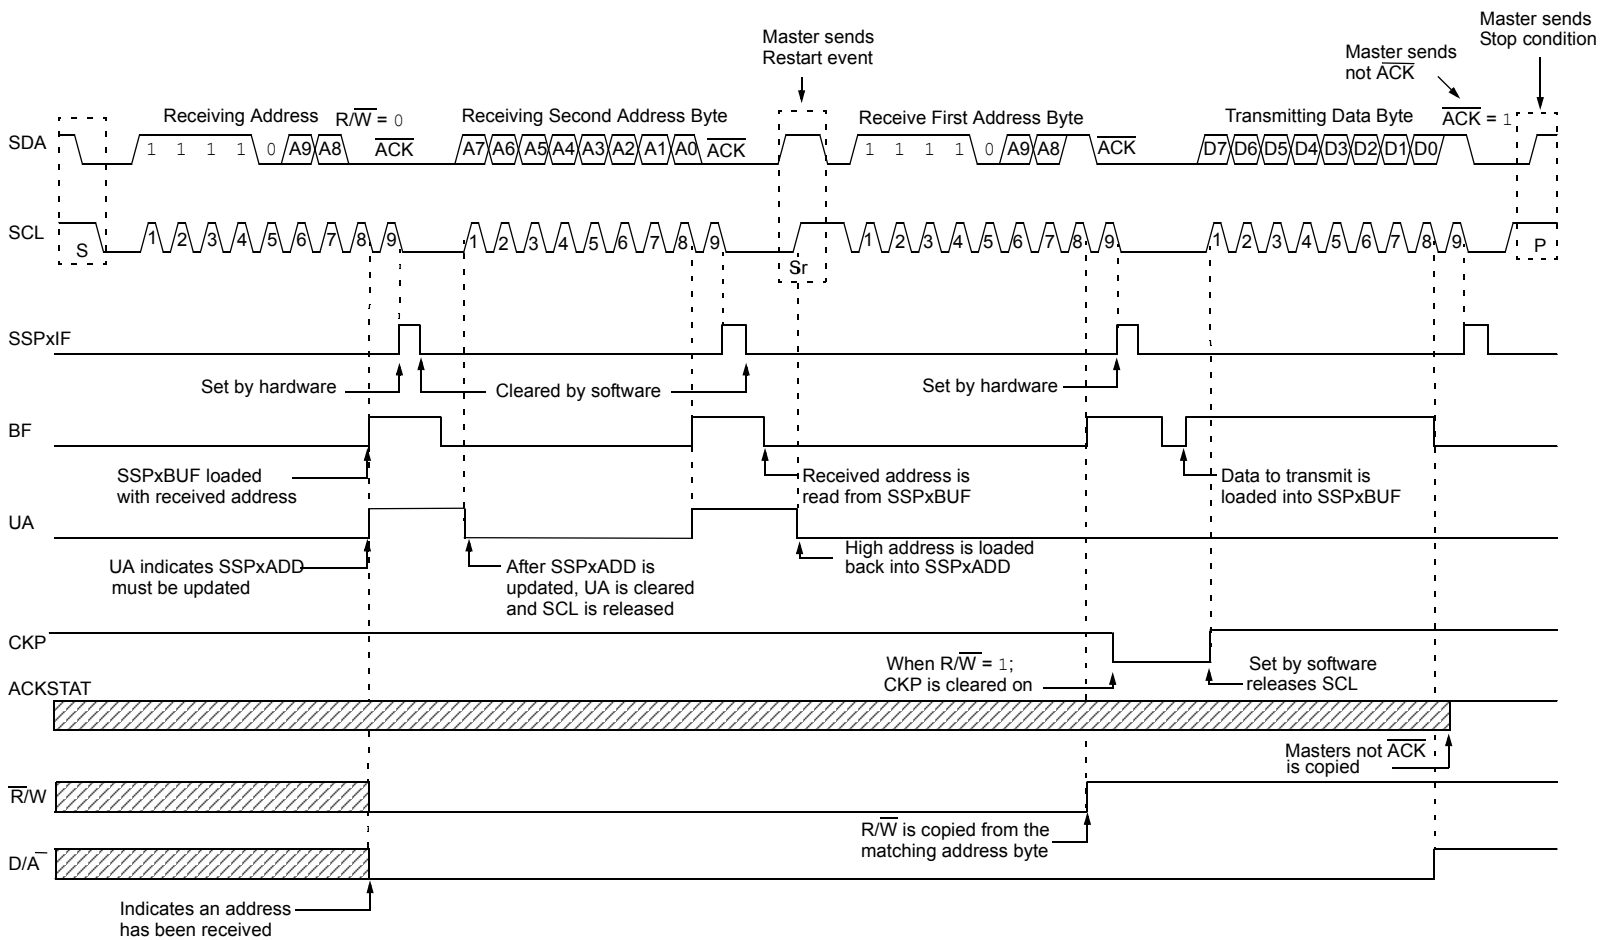 Master sends
Stop condition
Master sends
Restart event
Master sends
not A̅C̅K̅
Receiving Address R/W̅ = 0
Receiving Second Address Byte
Receive First Address Byte
Transmitting Data Byte
A̅C̅K̅ = 1
SDA
1 1 1 1 0 A9 A8 A̅C̅K̅
A7 A6 A5 A4 A3 A2 A1 A0 A̅C̅K̅
1 1 1 1 0 A9 A8 A̅C̅K̅
D7 D6 D5 D4 D3 D2 D1 D0
SCL
S
1 2 3 4 5 6 7 8 9
1 2 3 4 5 6 7 8 9
Sr
1 2 3 4 5 6 7 8 9
1 2 3 4 5 6 7 8 9
P
SSPxIF
Set by hardware
Cleared by software
Set by hardware
BF
SSPxBUF loaded
with received address
Received address is
read from SSPxBUF
Data to transmit is
loaded into SSPxBUF
UA
UA indicates SSPxADD
must be updated
After SSPxADD is
updated, UA is cleared
and SCL is released
High address is loaded
back into SSPxADD
CKP
When R/W̅ = 1;
CKP is cleared on
Set by software
releases SCL
ACKSTAT
Masters not A̅C̅K̅
is copied
R̅/W
R/W̅ is copied from the
matching address byte
D/A̅
Indicates an address
has been received